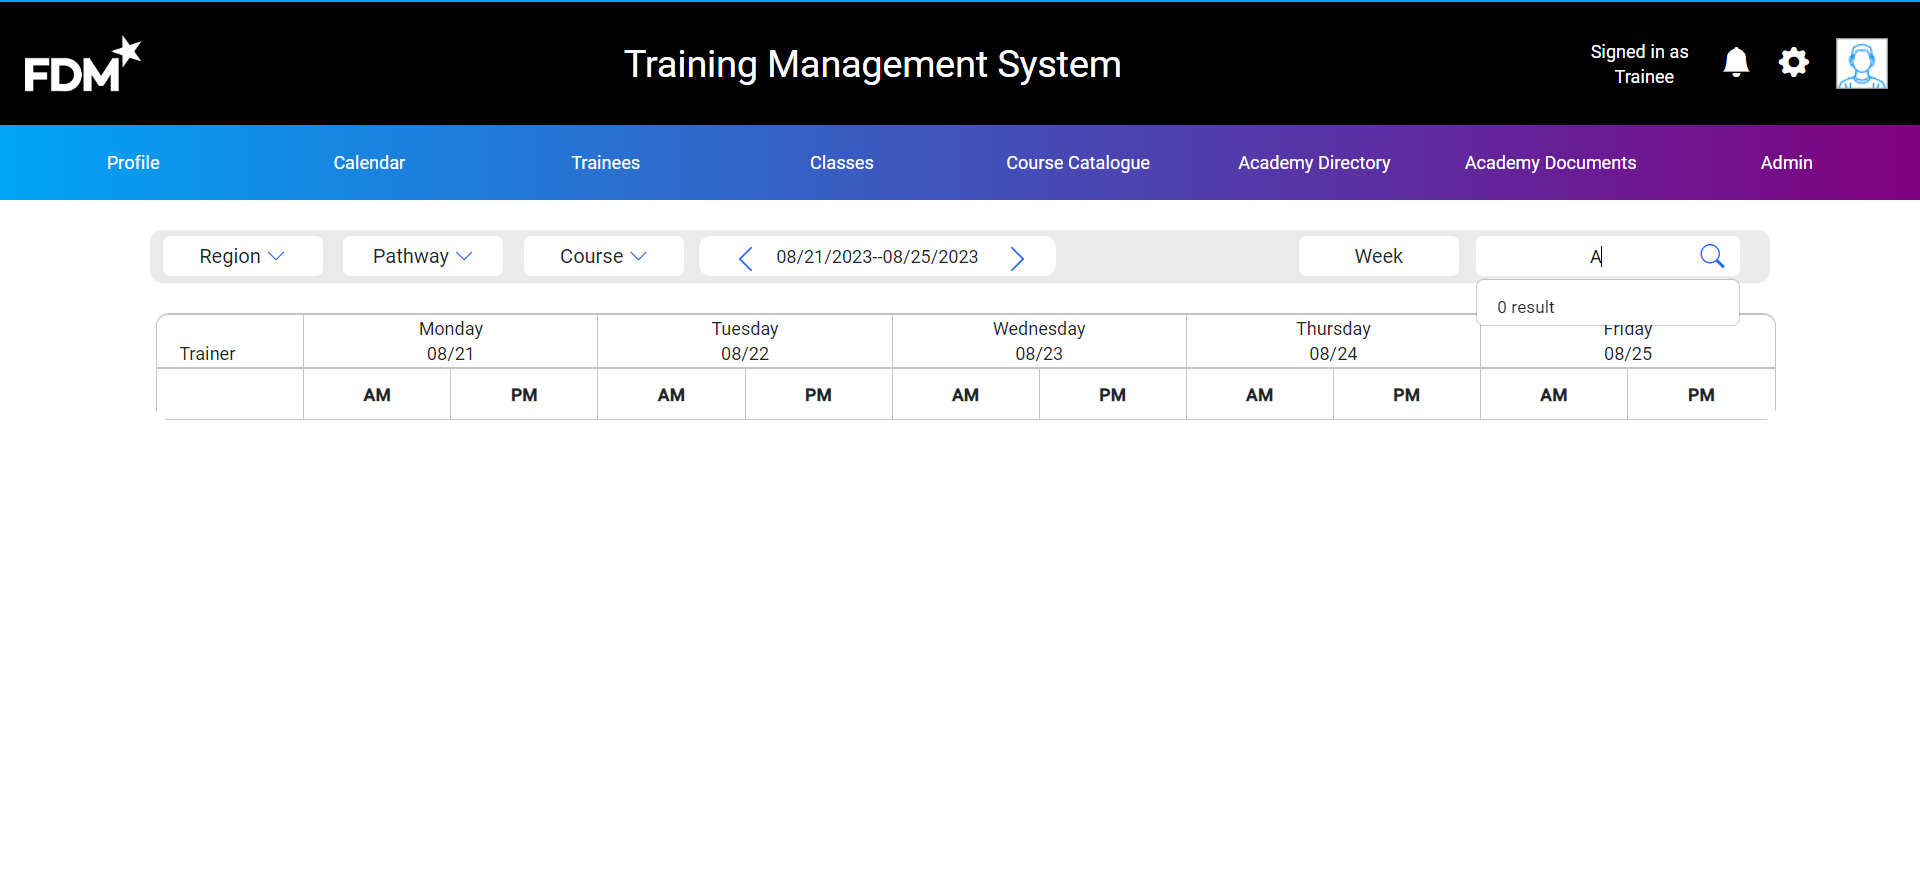 FDM
Training Management System
Signed in as
Trainee
Profile Calendar Trainees Classes Course Catalogue Academy Directory Academy Documents Admin
Region Pathway Course 08/21/2023--08/25/2023 Week A
0 result
Trainer
Monday
08/21
Tuesday
08/22
Wednesday
08/23
Thursday
08/24
Friday
08/25
AM PM AM PM AM PM AM PM AM PM